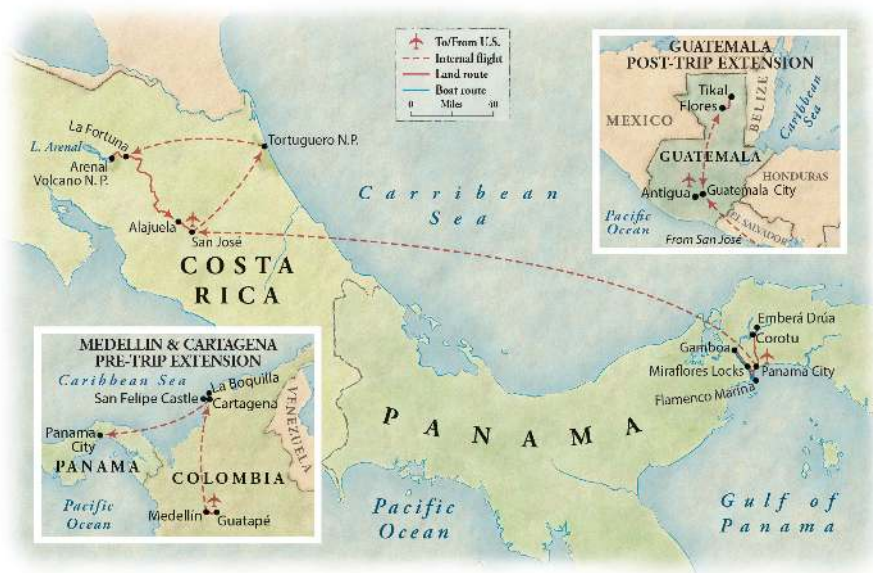 To/From U.S.
Internal flight
Land route
Boat route
0 Miles 40
GUATEMALA
POST-TRIP EXTENSION
Tikal
Flores
BELIZE
Caribbean
Sea
MEXICO
GUATEMALA
HONDURAS
Antigua
Guatemala City
Pacific
Ocean
EL SALVADOR
From San José
La Fortuna
L. Arenal
Arenal
Volcano N.P.
Tortuguero N.P.
Alajuela
San José
COSTA
RICA
Carribean
Sea
Emberá Drúa
Corotu
Gamboa
Miraflores Locks
Panama City
Flamenco Marina
PANAMA
Pacific
Ocean
Gulf of
Panama
MEDELLIN & CARTAGENA
PRE-TRIP EXTENSION
Caribbean Sea
La Boquilla
San Felipe Castle
Cartagena
VENEZUELA
Panama
City
PANAMA
COLOMBIA
Pacific
Ocean
Medellín
Guatapé